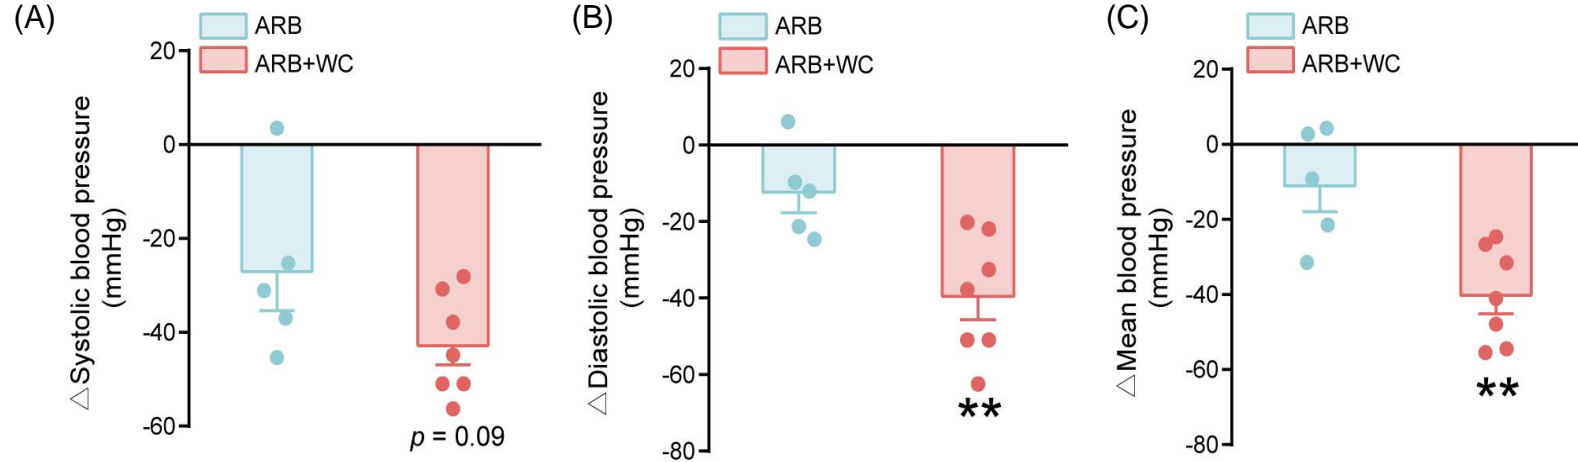 (A)
ARB
ARB+WC
20
0
-20
-40
-60
△Systolic blood pressure
(mmHg)
p = 0.09
(B)
ARB
ARB+WC
20
0
-20
-40
-60
-80
△Diastolic blood pressure
(mmHg)
**
(C)
ARB
ARB+WC
20
0
-20
-40
-60
-80
△Mean blood pressure
(mmHg)
**